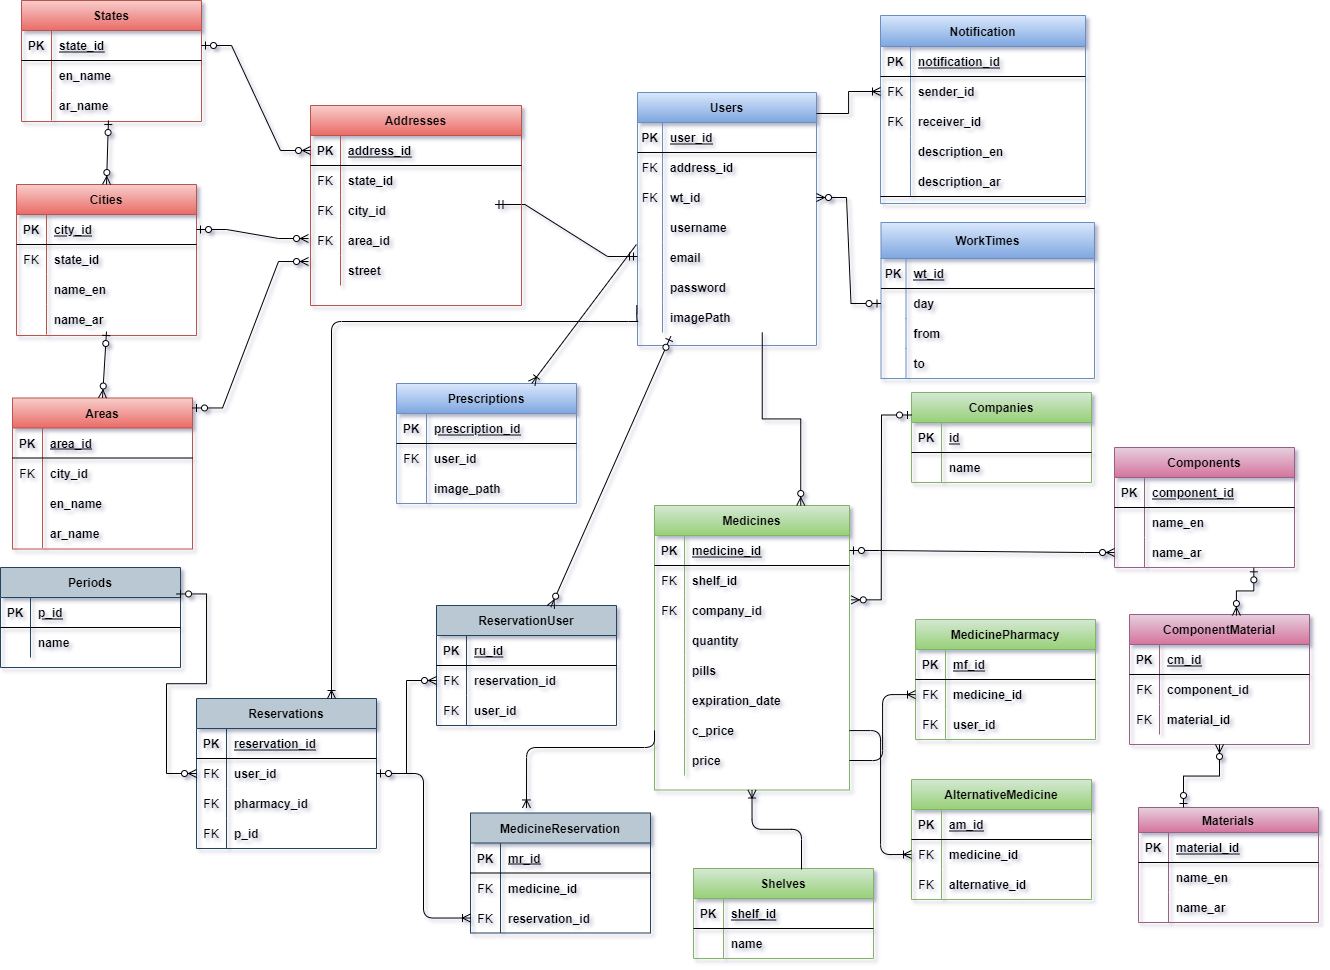 States
PK state_id
en_name
ar_name
Cities
PK city_id
FK state_id
name_en
name_ar
Areas
PK area_id
FK city_id
en_name
ar_name
Addresses
PK address_id
FK state_id
FK city_id
FK area_id
street
Users
PK user_id
FK address_id
FK wt_id
username
email
password
imagePath
Notification
PK notification_id
FK sender_id
FK receiver_id
description_en
description_ar
WorkTimes
PK wt_id
day
from
to
Prescriptions
PK prescription_id
FK user_id
image_path
Companies
PK id
name
Components
PK component_id
name_en
name_ar
Medicines
PK medicine_id
FK shelf_id
FK company_id
quantity
pills
expiration_date
c_price
price
Periods
PK p_id
name
ReservationUser
PK ru_id
FK reservation_id
FK user_id
MedicinePharmacy
PK mf_id
FK medicine_id
FK user_id
ComponentMaterial
PK cm_id
FK component_id
FK material_id
Reservations
PK reservation_id
FK user_id
FK pharmacy_id
FK p_id
MedicineReservation
PK mr_id
FK medicine_id
FK reservation_id
AlternativeMedicine
PK am_id
FK medicine_id
FK alternative_id
Materials
PK material_id
name_en
name_ar
Shelves
PK shelf_id
name